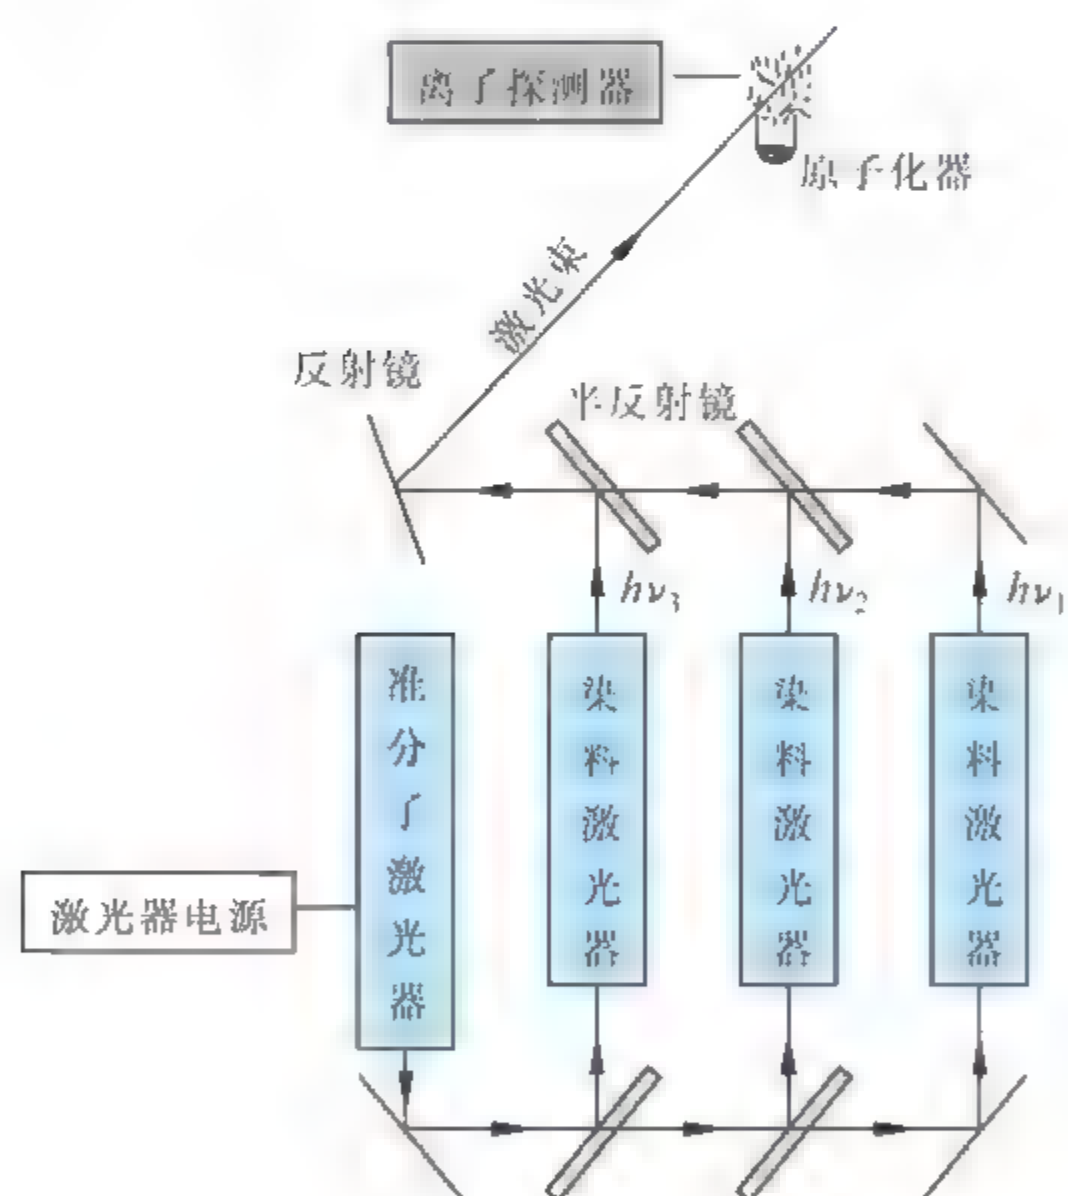 离子探测器
原子化器
激光束
反射镜
半反射镜
hν₃
hν₂
hν₁
准分子激光器
染料激光器
染料激光器
染料激光器
激光器电源